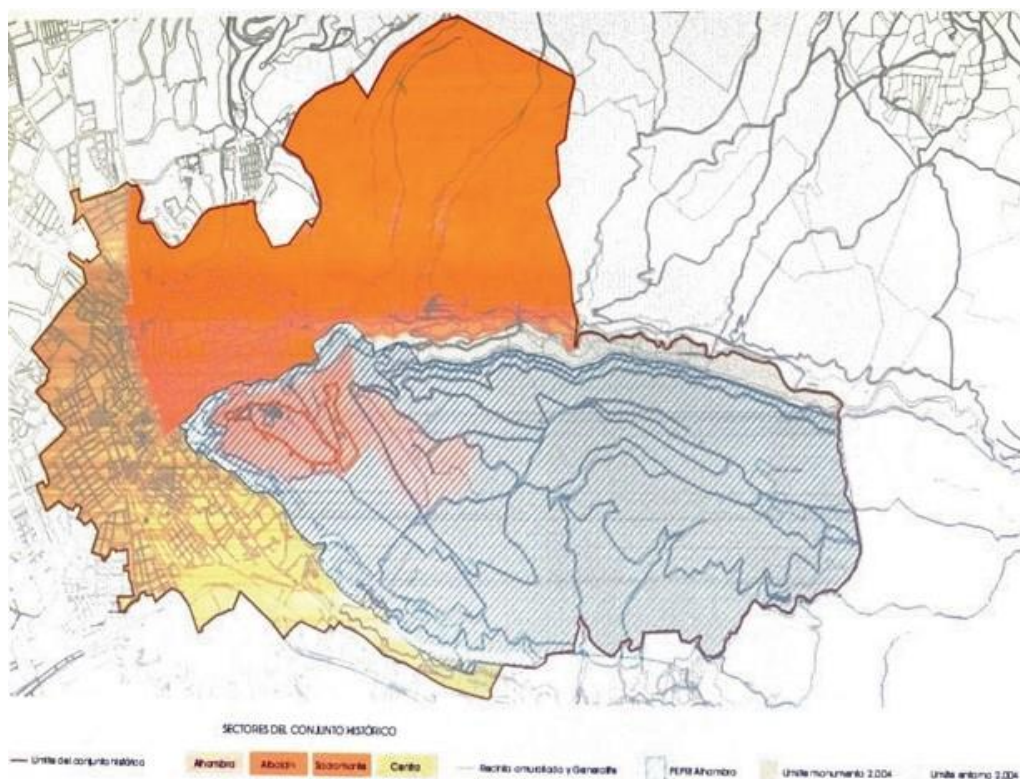 SECTORES DEL CONJUNTO HISTÓRICO
Límite del conjunto histórico
Alhambra
Albaicín
Sacromonte
Centro
Recinto amurallado y Generalife
PEPRI Alhambra
Límite monumento 2.004
Límite entorno 2.004